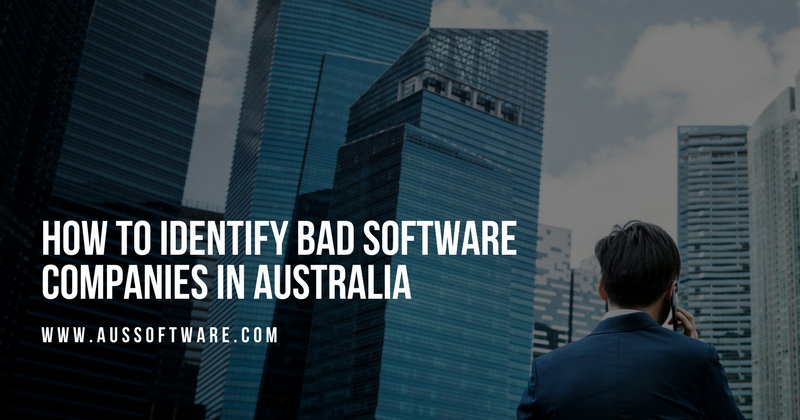 HOW TO IDENTIFY BAD SOFTWARE
COMPANIES IN AUSTRALIA
WWW.AUSSOFTWARE.COM